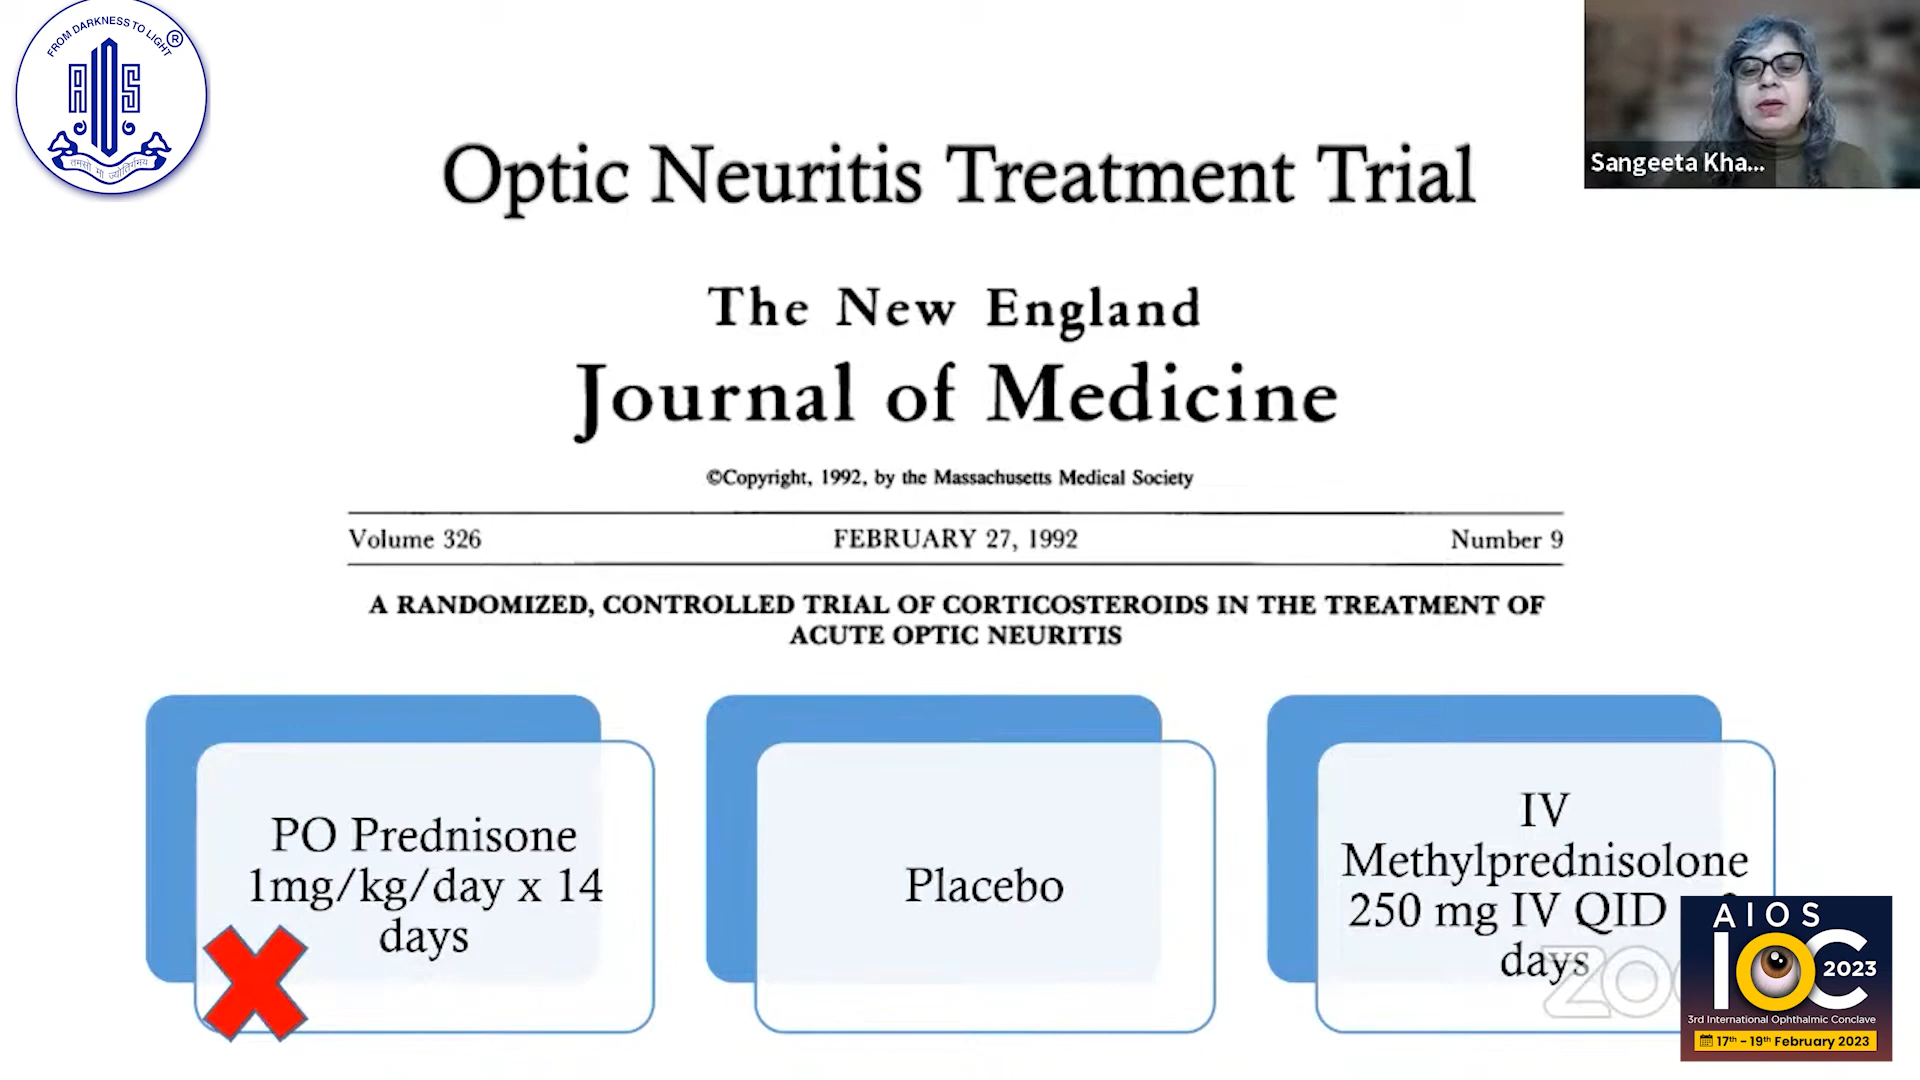 FROM DARKNESS TO LIGHT
®
AIOS
तमसो मा ज्योतिर्गमय
Sangeeta Kha...
Optic Neuritis Treatment Trial
The New England
Journal of Medicine
©Copyright, 1992, by the Massachusetts Medical Society
Volume 326 FEBRUARY 27, 1992 Number 9
A RANDOMIZED, CONTROLLED TRIAL OF CORTICOSTEROIDS IN THE TREATMENT OF
ACUTE OPTIC NEURITIS
PO Prednisone
1mg/kg/day x 14
days
Placebo
IV
Methylprednisolone
250 mg IV QID
days
AIOS
IOC 2023
3rd International Ophthalmic Conclave
17th - 19th February 2023